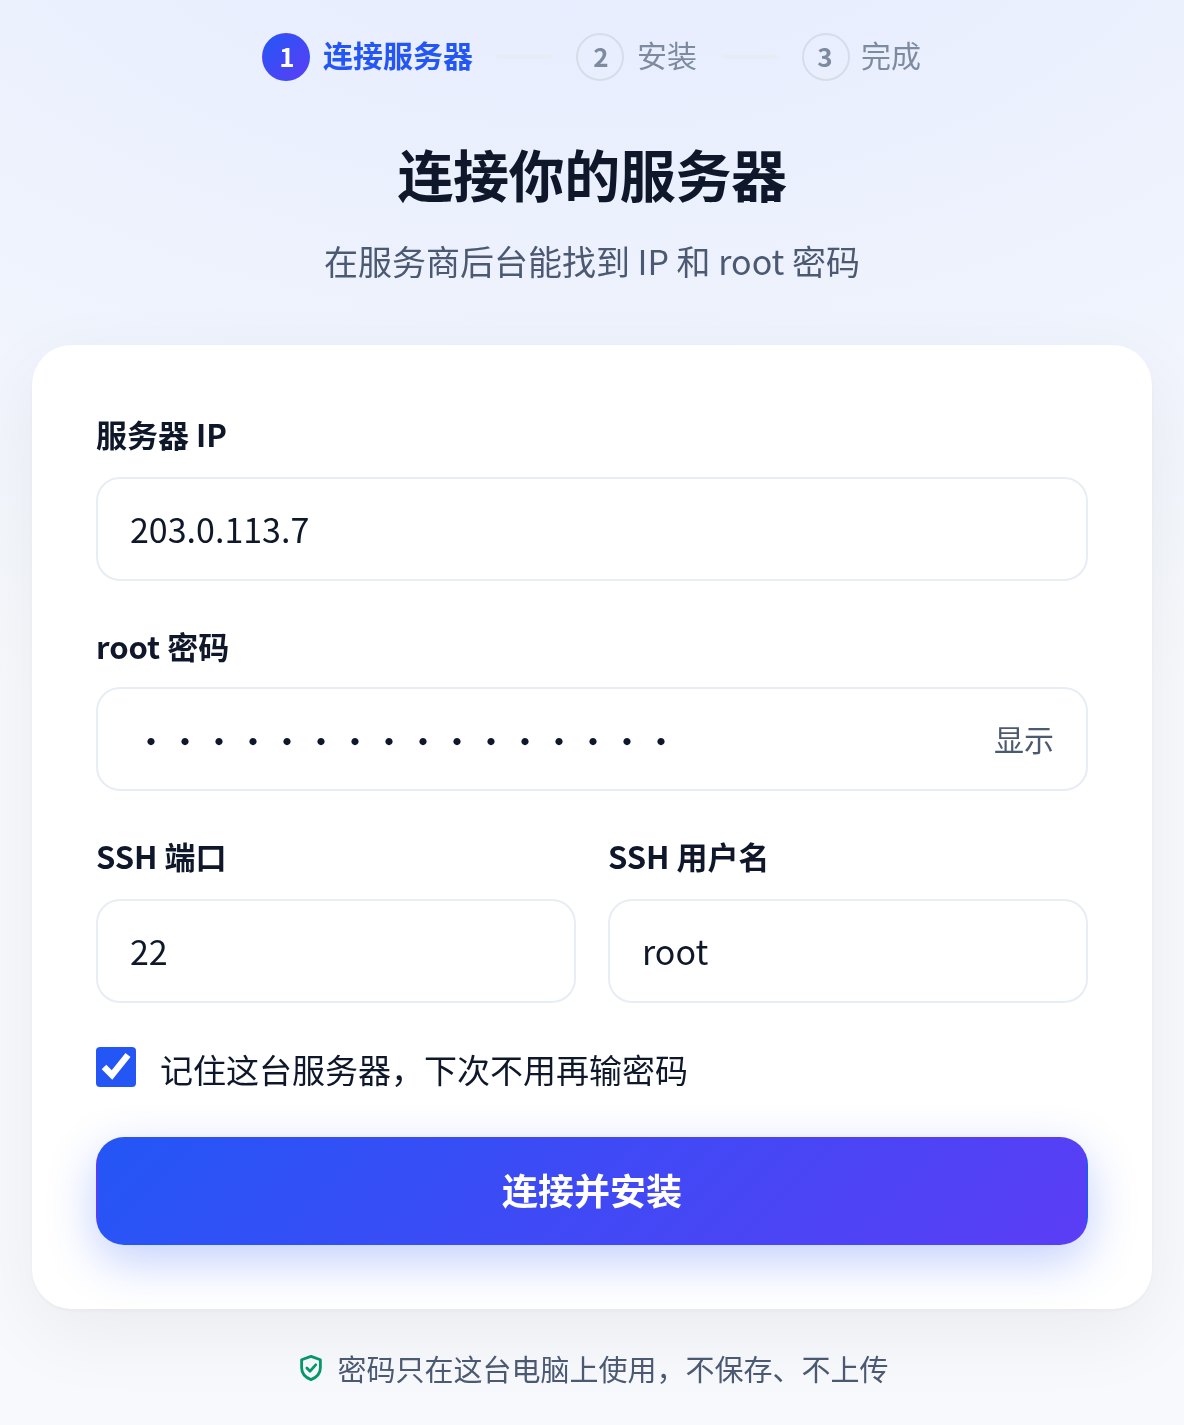 1 连接服务器 2 安装 3 完成
连接你的服务器
在服务商后台能找到 IP 和 root 密码
服务器 IP
203.0.113.7
root 密码
• • • • • • • • • • • • • • • • 显示
SSH 端口 SSH 用户名
22 root
记住这台服务器，下次不用再输密码
连接并安装
密码只在这台电脑上使用，不保存、不上传